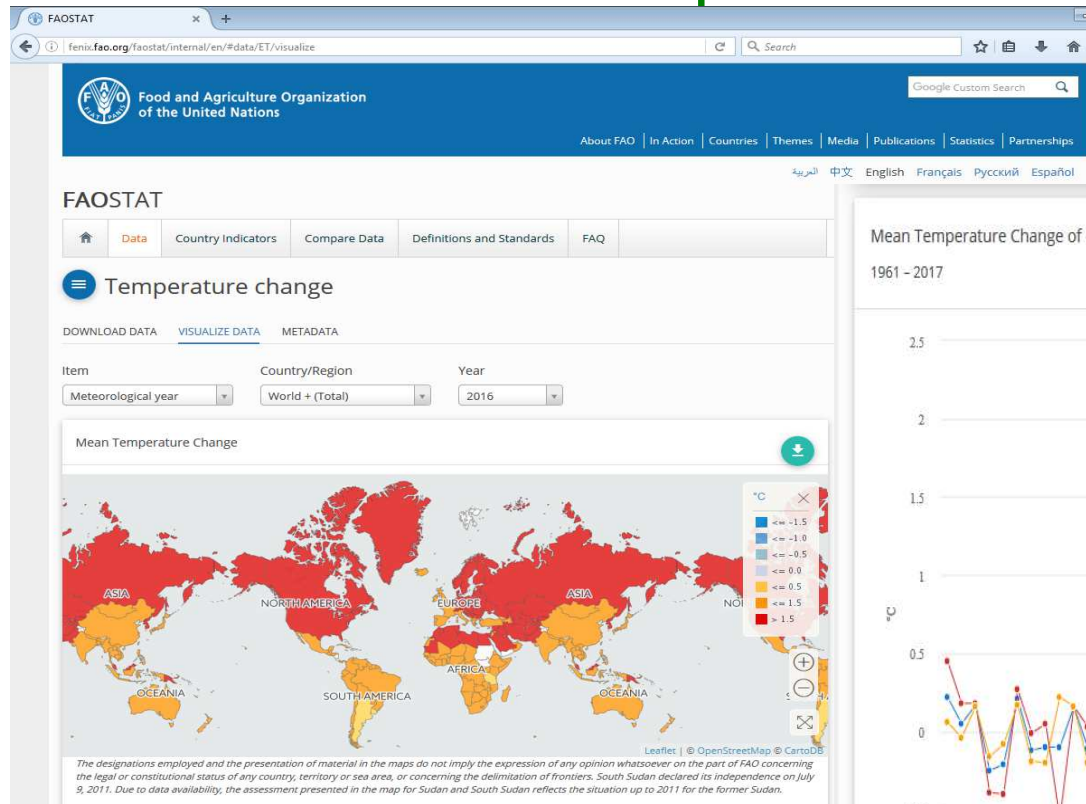 FAOSTAT
fenix.fao.org/faostat/internal/en/#data/ET/visualize
Search
FAO
FIAT PANIS
Food and Agriculture Organization
of the United Nations
Google Custom Search
About FAO | In Action | Countries | Themes | Media | Publications | Statistics | Partnerships
العربية 中文 English Français Русский Español
FAOSTAT
Data Country Indicators Compare Data Definitions and Standards FAQ
Temperature change
DOWNLOAD DATA VISUALIZE DATA METADATA
Item Country/Region Year
Meteorological year World + (Total) 2016
Mean Temperature Change
°C
<= -1.5
<= -1.0
<= -0.5
<= 0.0
<= 0.5
<= 1.5
> 1.5
ASIA
NORTH AMERICA
EUROPE
ASIA
AFRICA
OCEANIA
SOUTH AMERICA
OCEANIA
Leaflet | © OpenStreetMap © CartoDB
The designations employed and the presentation of material in the maps do not imply the expression of any opinion whatsoever on the part of FAO concerning
the legal or constitutional status of any country, territory or sea area, or concerning the delimitation of frontiers. South Sudan declared its independence on July
9, 2011. Due to data availability, the assessment presented in the map for Sudan and South Sudan reflects the situation up to 2011 for the former Sudan.
Mean Temperature Change of
1961 – 2017
2.5
2
1.5
1
°C
0.5
0